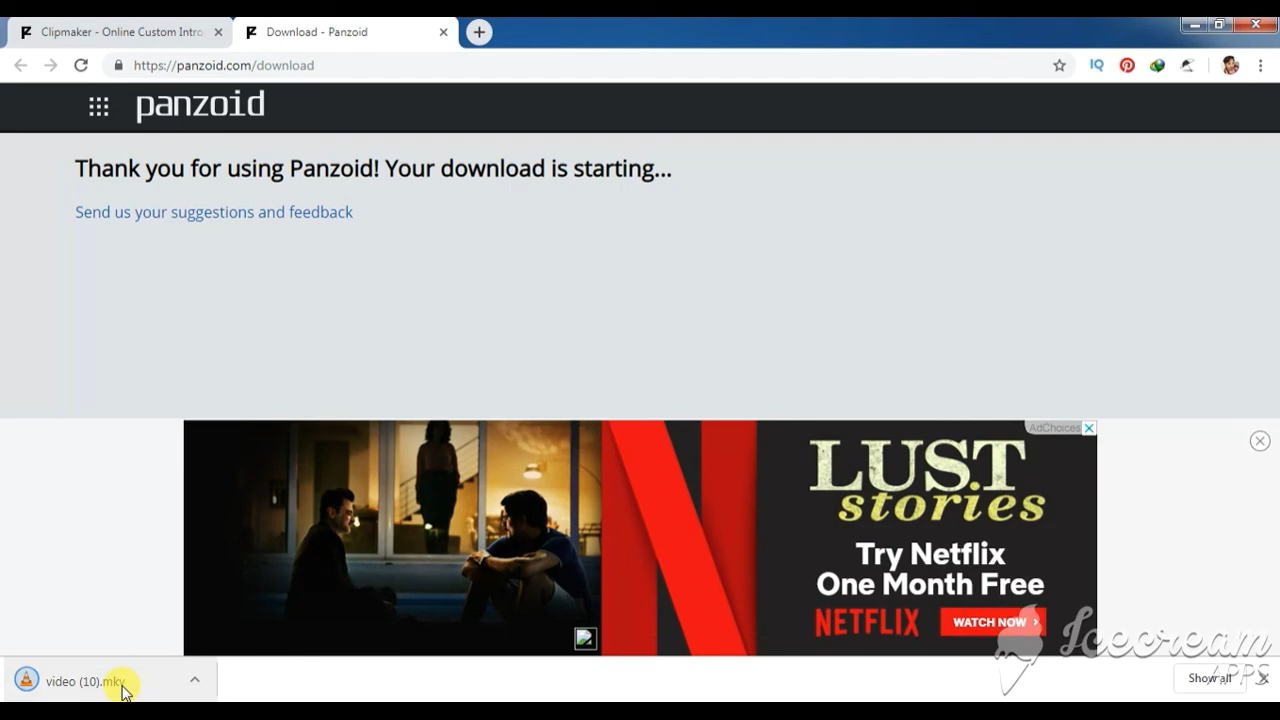 Clipmaker - Online Custom Intro
Download - Panzoid
https://panzoid.com/download
IQ
panzoid
Thank you for using Panzoid! Your download is starting...
Send us your suggestions and feedback
AdChoices
LUST
stories
Try Netflix
One Month Free
NETFLIX
WATCH NOW
Icecream
APPS
video (10).mkv
Show all